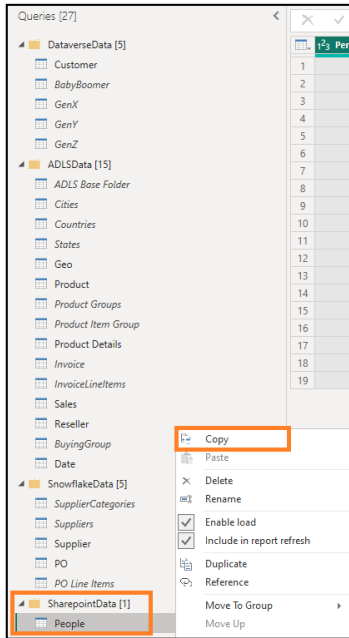 Queries [27]
DataverseData [5]
Customer
BabyBoomer
GenX
GenY
GenZ
ADLSData [15]
ADLS Base Folder
Cities
Countries
States
Geo
Product
Product Groups
Product Item Group
Product Details
Invoice
InvoiceLineItems
Sales
Reseller
BuyingGroup
Date
SnowflakeData [5]
SupplierCategories
Suppliers
Supplier
PO
PO Line Items
SharepointData [1]
People
1²3 Per
1
2
3
4
5
6
7
8
9
10
11
12
13
14
15
16
17
18
19
Copy
Paste
Delete
Rename
Enable load
Include in report refresh
Duplicate
Reference
Move To Group
Move Up